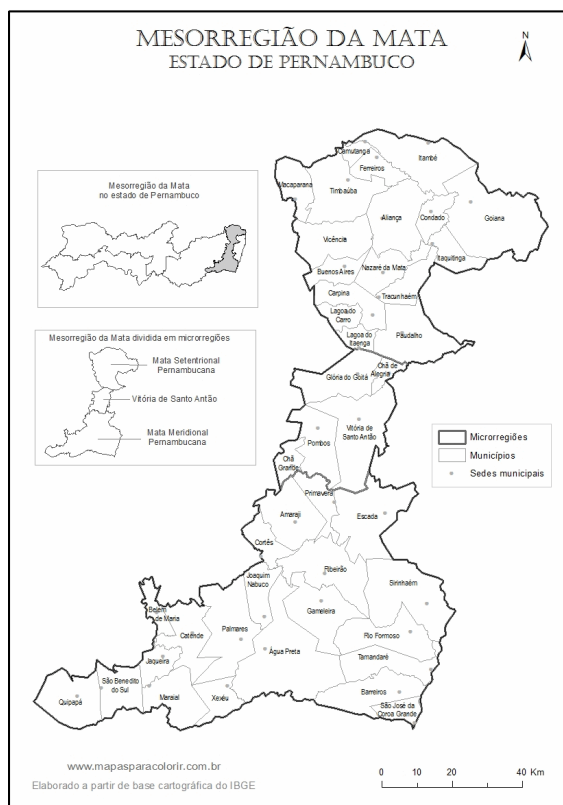 MESORREGIÃO DA MATA
ESTADO DE PERNAMBUCO
N
Mesorregião da Mata
no estado de Pernambuco
Mesorregião da Mata dividida em microrregiões
Mata Setentrional
Pernambucana
Vitória de Santo Antão
Mata Meridional
Pernambucana
Camutanga
Itambé
Ferreiros
Macaparana
Timbaúba
Goiana
Aliança
Condado
Vicência
Itaquitinga
Buenos Aires
Nazaré da Mata
Carpina
Tracunhaém
Lagoa do
Carro
Paudalho
Lagoa do
Itaenga
Chã de
Alegria
Glória do Goitá
Pombos
Vitória de
Santo Antão
Chã
Grande
Primavera
Amaraji
Escada
Cortês
Ribeirão
Joaquim
Nabuco
Sirinhaém
Gameleira
Belém
de Maria
Catende
Palmares
Rio Formoso
Água Preta
Jaqueira
Tamandaré
São Benedito
do Sul
Quipapá
Maraial
Xexéu
Barreiros
São José da
Coroa Grande
Microrregiões
Municípios
Sedes municipais
www.mapasparacolorir.com.br
Elaborado a partir de base cartográfica do IBGE
0 10 20 40 Km